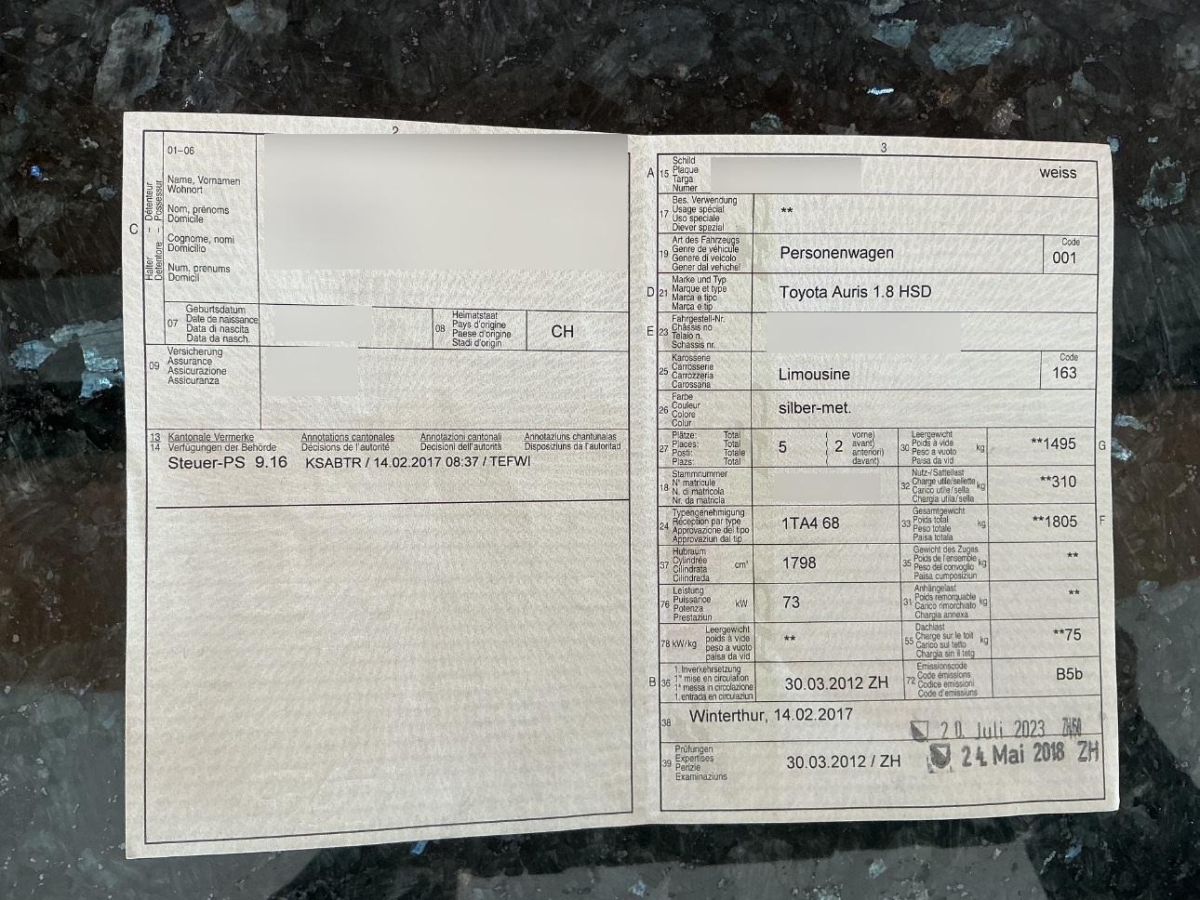 2
01-06
C
Halter – Détenteur
Detentore – Possessur
Name, Vornamen
Wohnort
Nom, prénoms
Domicile
Cognome, nomi
Domicilio
Num, prenums
Domicil
07
Geburtsdatum
Date de naissance
Data di nascita
Data da nasch.
08
Heimatstaat
Pays d'origine
Paese d'origine
Stadi d'origin
CH
09
Versicherung
Assurance
Assicurazione
Assicuranza
13 Kantonale Vermerke Annotations cantonales Annotazioni cantonali Annotaziuns chantunalas
14 Verfügungen der Behörde Décisions de l'autorité Decisioni dell'autorità Disposiziuns da l'autoritad
Steuer-PS 9.16 KSABTR / 14.02.2017 08:37 / TEFWI
3
A 15
Schild
Plaque
Targa
Numer
weiss
17
Bes. Verwendung
Usage spécial
Uso speciale
Diever spezial
**
19
Art des Fahrzeugs
Genre de véhicule
Genere di veicolo
Gener dal vehichel
Personenwagen
Code
001
D 21
Marke und Typ
Marque et type
Marca e tipo
Marca e tip
Toyota Auris 1.8 HSD
E 23
Fahrgestell-Nr.
Châssis no
Telaio n.
Schassis nr.
25
Karosserie
Carrosserie
Carrozzeria
Carossaria
Limousine
Code
163
26
Farbe
Couleur
Colore
Colur
silber-met.
27
Plätze: Total
Places: Total
Posti: Totale
Plazs: Total
5 ( 2
vorne)
avant)
anteriori)
davant)
30
Leergewicht
Poids à vide
Peso a vuoto
Paisa da vid
kg
**1495
G
18
Stammnummer
N° matricule
N. di matricola
Nr. da matricla
32
Nutz-/Sattellast
Charge utile/sellette
Carico utile/sella
Chargia utila/sella
kg
**310
24
Typengenehmigung
Réception par type
Approvazione del tipo
Approvaziun dal tip
1TA4 68
33
Gesamtgewicht
Poids total
Peso totale
Paisa totala
kg
**1805
F
37
Hubraum
Cylindrée
Cilindrata
Cilindrada
cm³
1798
35
Gewicht des Zuges
Poids de l'ensemble
Peso del convoglio
Paisa cumposiziun
kg
**
76
Leistung
Puissance
Potenza
Prestaziun
kW
73
31
Anhängelast
Poids remorquable
Carico rimorchiato
Chargia annexa
kg
**
78 kW/kg
Leergewicht
poids à vide
peso a vuoto
paisa da vid
**
55
Dachlast
Charge sur le toit
Carico sul tetto
Chargia sin il tetg
kg
**75
B 36
1. Inverkehrsetzung
1re mise en circulation
1a messa in circolazione
1. entrada en circulaziun
30.03.2012 ZH
72
Emissionscode
Code émissions
Codice emissioni
Code d'emissiuns
B5b
38
Winterthur, 14.02.2017
20. Juli 2023
39
Prüfungen
Expertises
Perizie
Examinaziuns
30.03.2012 / ZH
24. Mai 2018 ZH